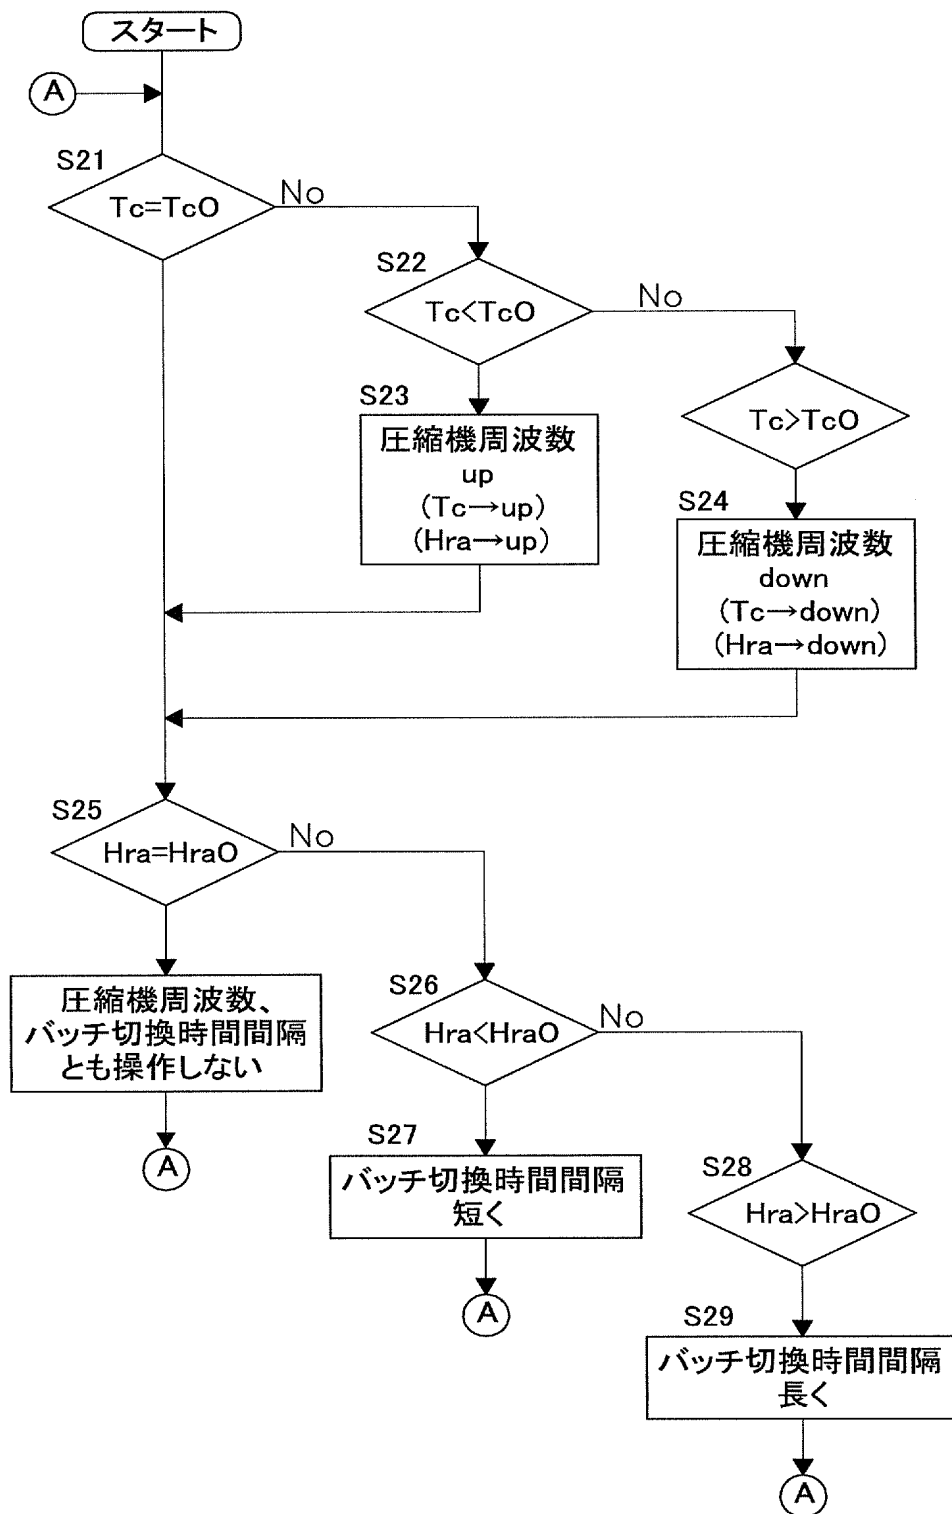 スタート
A
S21
Tc=TcO
No
S22
Tc<TcO
No
S23
圧縮機周波数
up
(Tc→up)
(Hra→up)
Tc>TcO
S24
圧縮機周波数
down
(Tc→down)
(Hra→down)
S25
Hra=HraO
No
圧縮機周波数、
バッチ切換時間間隔
とも操作しない
A
S26
Hra<HraO
No
S27
バッチ切換時間間隔
短く
A
S28
Hra>HraO
S29
バッチ切換時間間隔
長く
A